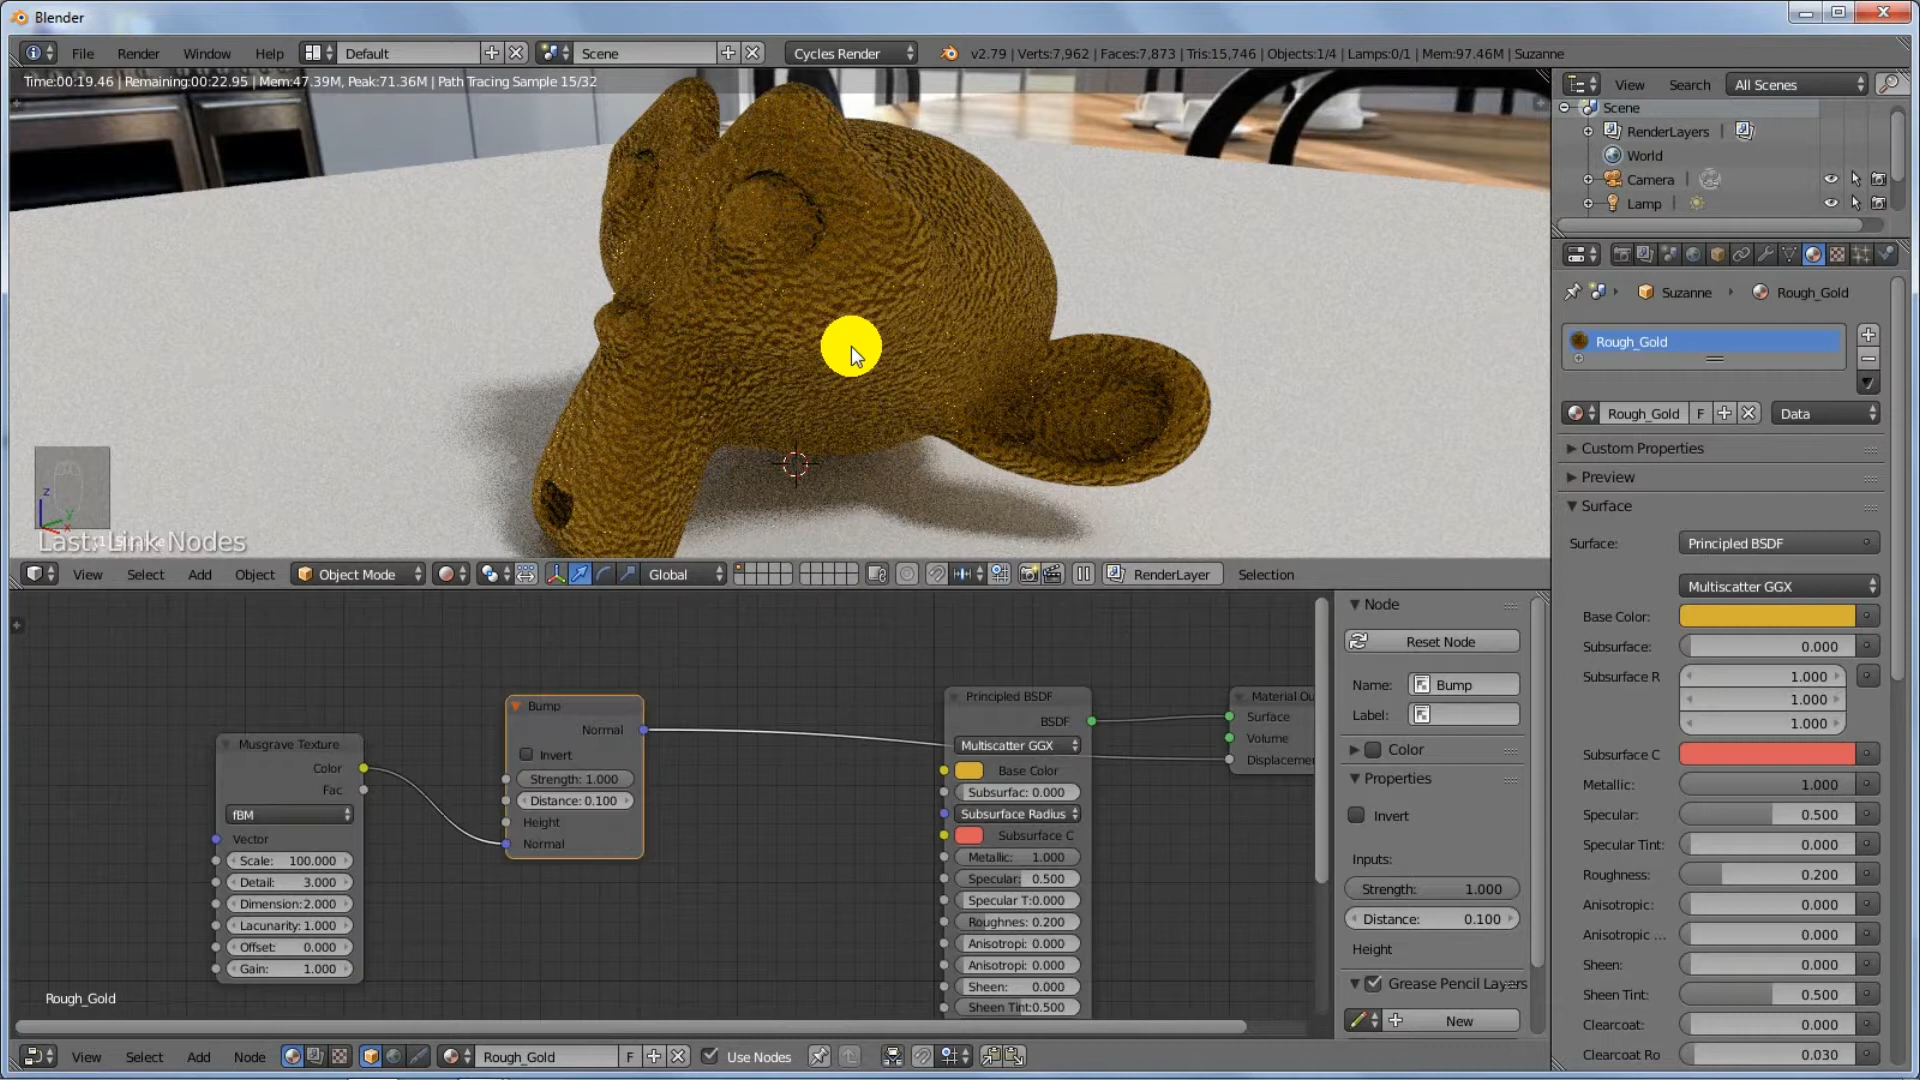 Blender
File Render Window Help Default Scene Cycles Render v2.79 | Verts:7,962 | Faces:7,873 | Tris:15,746 | Objects:1/4 | Lamps:0/1 | Mem:97.46M | Suzanne
Time:00:19.46 | Remaining:00:22.95 | Mem:47.39M, Peak:71.36M | Path Tracing Sample 15/32
View Search All Scenes
Scene
RenderLayers |
World
Camera |
Lamp |
Suzanne Rough_Gold
Rough_Gold
Rough_Gold F Data
Custom Properties
Preview
Surface
Surface: Principled BSDF
Multiscatter GGX
Base Color:
Subsurface: 0.000
Subsurface R 1.000
1.000
1.000
Subsurface C
Metallic: 1.000
Specular: 0.500
Specular Tint: 0.000
Roughness: 0.200
Anisotropic: 0.000
Anisotropic ... 0.000
Sheen: 0.000
Sheen Tint: 0.500
Clearcoat: 0.000
Clearcoat Ro 0.030
z
y
x
Last: Link Nodes
View Select Add Object Object Mode Global RenderLayer Selection
Musgrave Texture
Color
Fac
fBM
Vector
Scale: 100.000
Detail: 3.000
Dimension: 2.000
Lacunarity: 1.000
Offset: 0.000
Gain: 1.000
Rough_Gold
Bump
Normal
Invert
Strength: 1.000
Distance: 0.100
Height
Normal
Principled BSDF
BSDF
Multiscatter GGX
Base Color
Subsurfac: 0.000
Subsurface Radius
Subsurface C
Metallic: 1.000
Specular: 0.500
Specular T:0.000
Roughnes: 0.200
Anisotropi: 0.000
Anisotropi: 0.000
Sheen: 0.000
Sheen Tint:0.500
Material Ou
Surface
Volume
Displacemen
Node
Reset Node
Name: Bump
Label:
Color
Properties
Invert
Inputs:
Strength: 1.000
Distance: 0.100
Height
Grease Pencil Layers
New
View Select Add Node Rough_Gold F Use Nodes